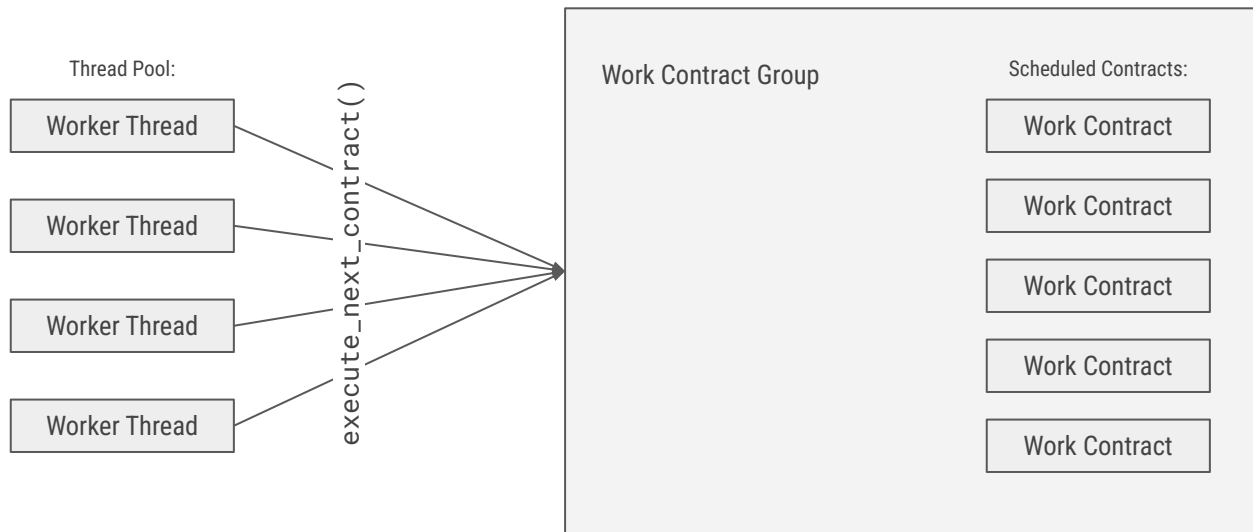 Thread Pool:
Worker Thread
Worker Thread
Worker Thread
Worker Thread
execute_next_contract()
Work Contract Group
Scheduled Contracts:
Work Contract
Work Contract
Work Contract
Work Contract
Work Contract